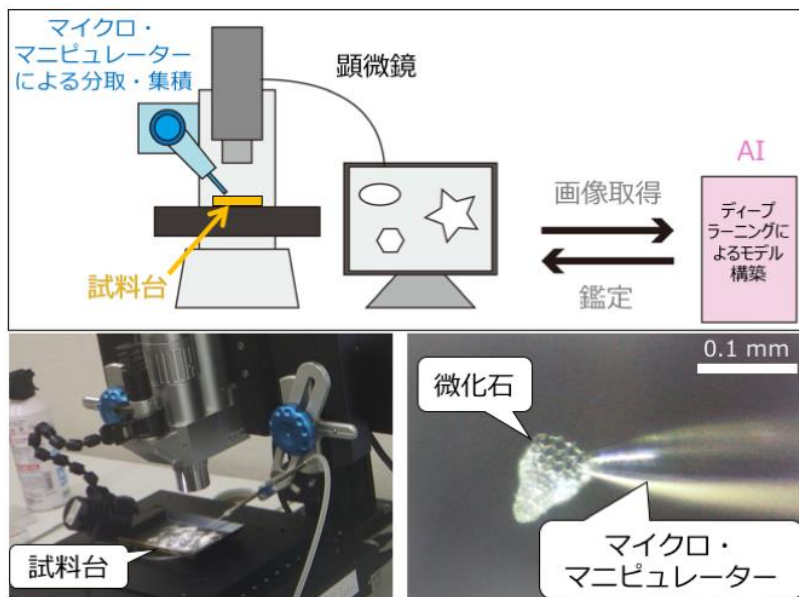 マイクロ・
マニピュレーター
による分取・集積
顕微鏡
試料台
画像取得
鑑定
AI
ディープ
ラーニングに
よるモデル
構築
試料台
微化石
0.1 mm
マイクロ・
マニピュレーター